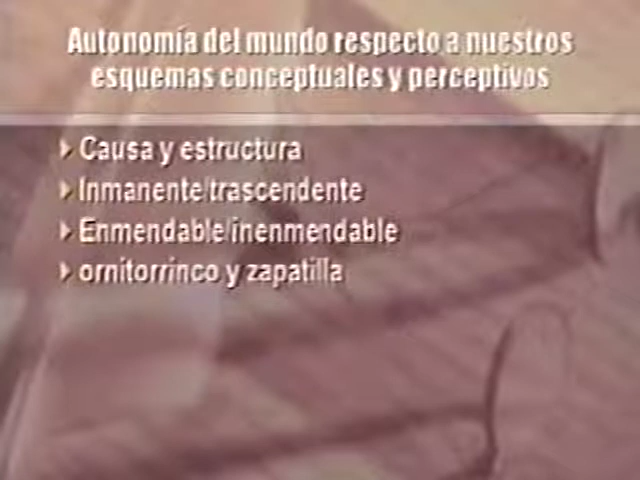 Autonomía del mundo respecto a nuestros
esquemas conceptuales y perceptivos
Causa y estructura
Inmanente/trascendente
Enmendable/inenmendable
ornitorrinco y zapatilla